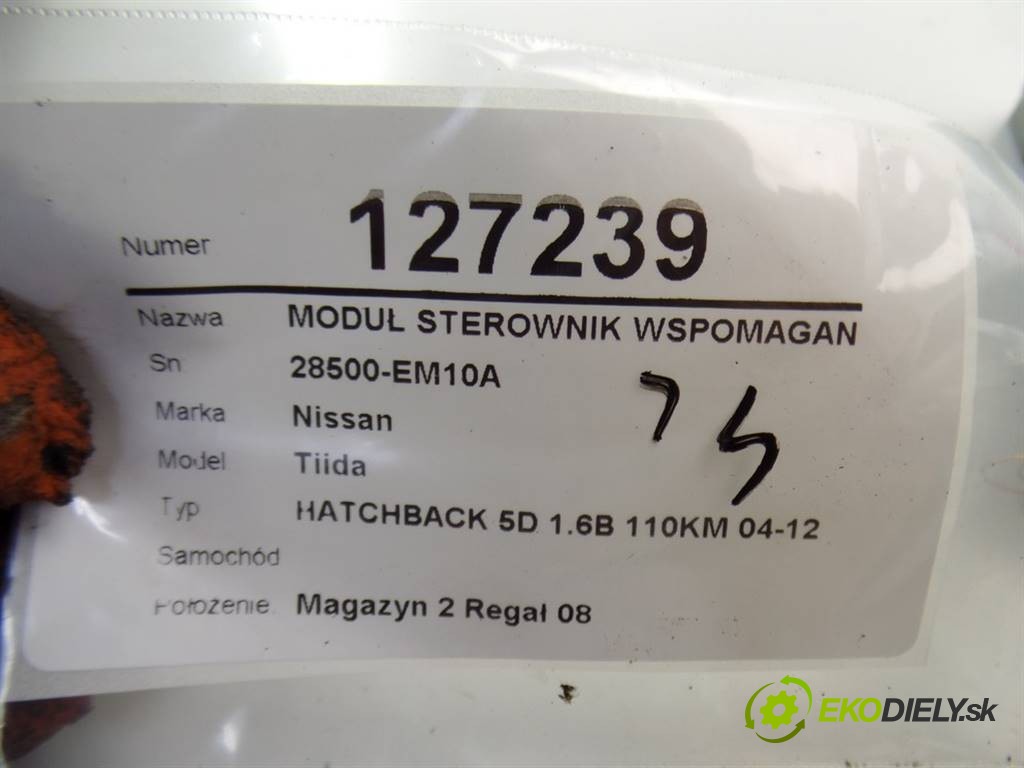 Numer 127239
Nazwa MODUŁ STEROWNIK WSPOMAGAN
Sn 28500-EM10A
Marka Nissan
Model Tiida
Typ HATCHBACK 5D 1.6B 110KM 04-12
Samochód
Położenie Magazyn 2 Regał 08
EKODIELY.sk